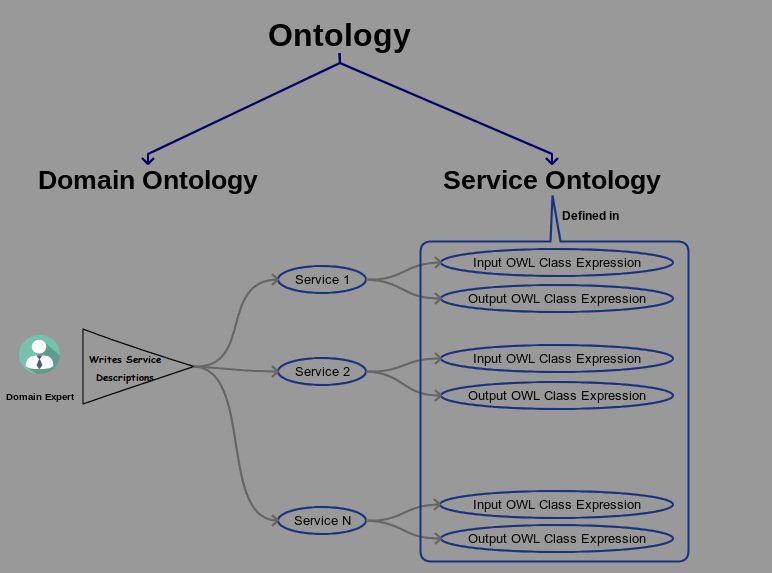 Ontology
Domain Ontology
Service Ontology
Defined in
Input OWL Class Expression
Service 1
Output OWL Class Expression
Writes Service
Descriptions
Domain Expert
Input OWL Class Expression
Service 2
Output OWL Class Expression
Input OWL Class Expression
Service N
Output OWL Class Expression